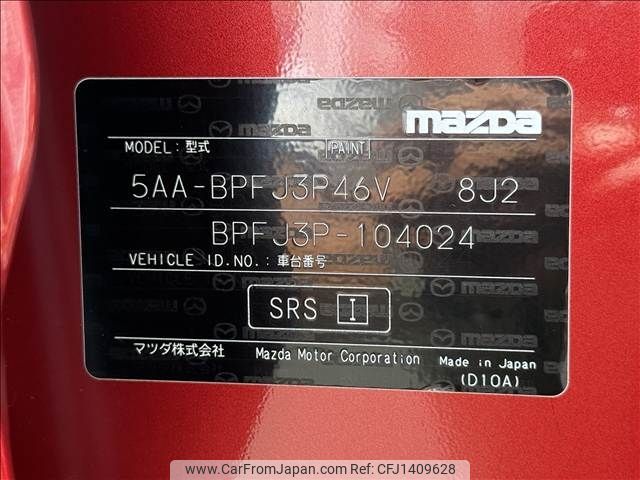 mazda
MODEL:型式 PAINT
5AA-BPFJ3P46V 8J2
BPFJ3P-104024
VEHICLE ID.NO.:車台番号
SRS I
マツダ株式会社 Mazda Motor Corporation Made in Japan
(D10A)
www.CarFromJapan.com ID:CFJ1409628